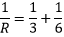 1/R = 1/3 + 1/6